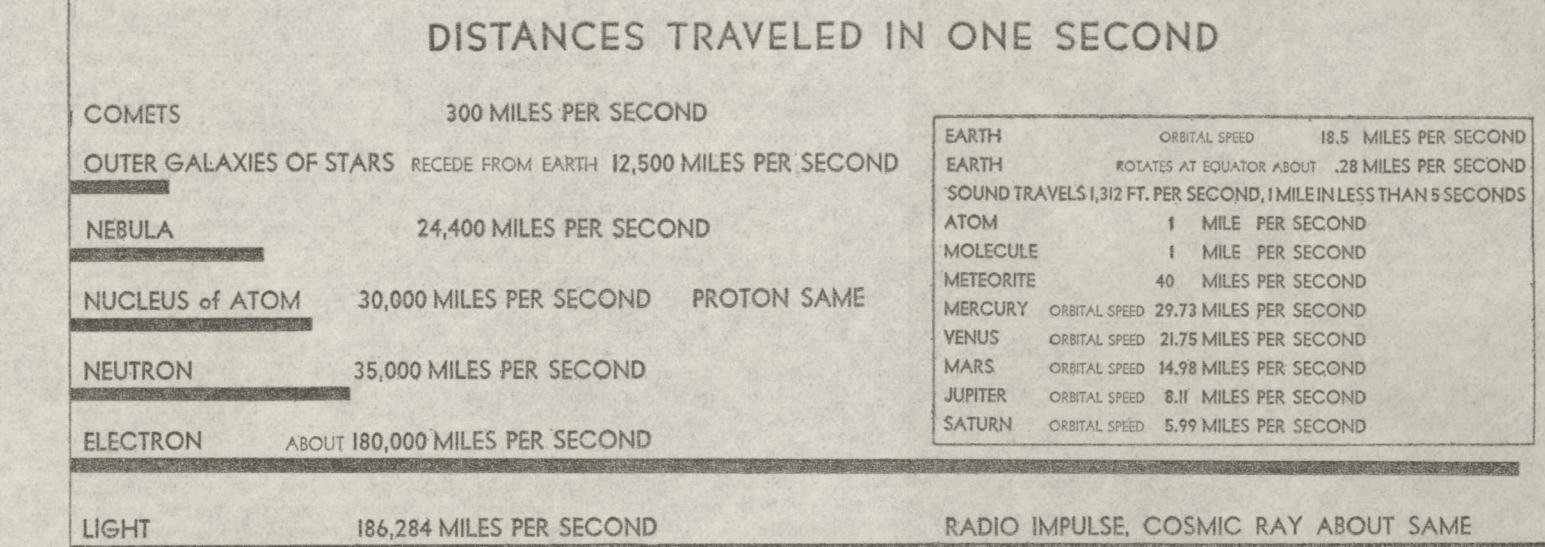 DISTANCES TRAVELED IN ONE SECOND
COMETS 300 MILES PER SECOND
OUTER GALAXIES OF STARS RECEDE FROM EARTH 12,500 MILES PER SECOND
NEBULA 24,400 MILES PER SECOND
NUCLEUS of ATOM 30,000 MILES PER SECOND PROTON SAME
NEUTRON 35,000 MILES PER SECOND
ELECTRON ABOUT 180,000 MILES PER SECOND
LIGHT 186,284 MILES PER SECOND RADIO IMPULSE, COSMIC RAY ABOUT SAME
EARTH ORBITAL SPEED 18.5 MILES PER SECOND
EARTH ROTATES AT EQUATOR ABOUT .28 MILES PER SECOND
SOUND TRAVELS 1,312 FT. PER SECOND, 1 MILE IN LESS THAN 5 SECONDS
ATOM 1 MILE PER SECOND
MOLECULE 1 MILE PER SECOND
METEORITE 40 MILES PER SECOND
MERCURY ORBITAL SPEED 29.73 MILES PER SECOND
VENUS ORBITAL SPEED 21.75 MILES PER SECOND
MARS ORBITAL SPEED 14.98 MILES PER SECOND
JUPITER ORBITAL SPEED 8.11 MILES PER SECOND
SATURN ORBITAL SPEED 5.99 MILES PER SECOND